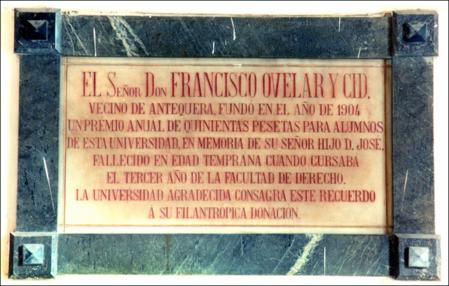 EL SEÑOR DON FRANCISCO OVELAR Y CID,
VECINO DE ANTEQUERA, FUNDÓ EN EL AÑO DE 1904
UN PREMIO ANUAL DE QUINIENTAS PESETAS PARA ALUMNOS
DE ESTA UNIVERSIDAD, EN MEMORIA DE SU SEÑOR HIJO D. JOSE,
FALLECIDO EN EDAD TEMPRANA CUANDO CURSABA
EL TERCER AÑO DE LA FACULTAD DE DERECHO.
LA UNIVERSIDAD AGRADECIDA CONSAGRA ESTE RECUERDO
A SU FILANTRÓPICA DONACIÓN.